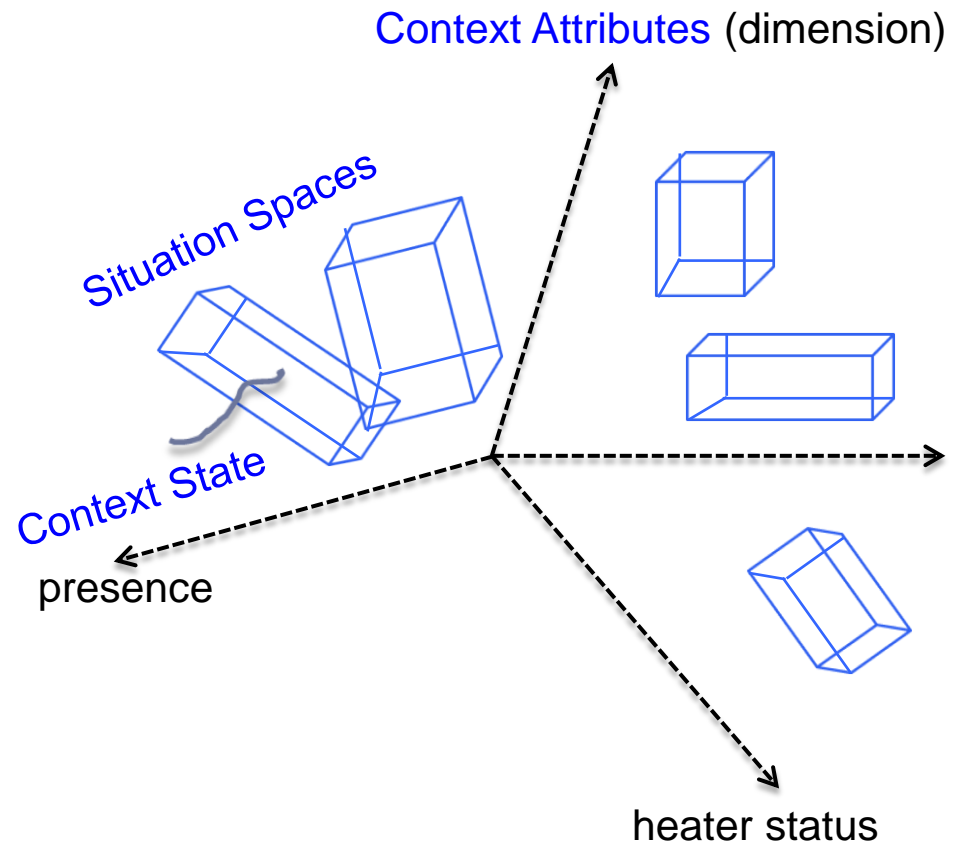 Context Attributes (dimension)
Situation Spaces
Context State
presence
heater status